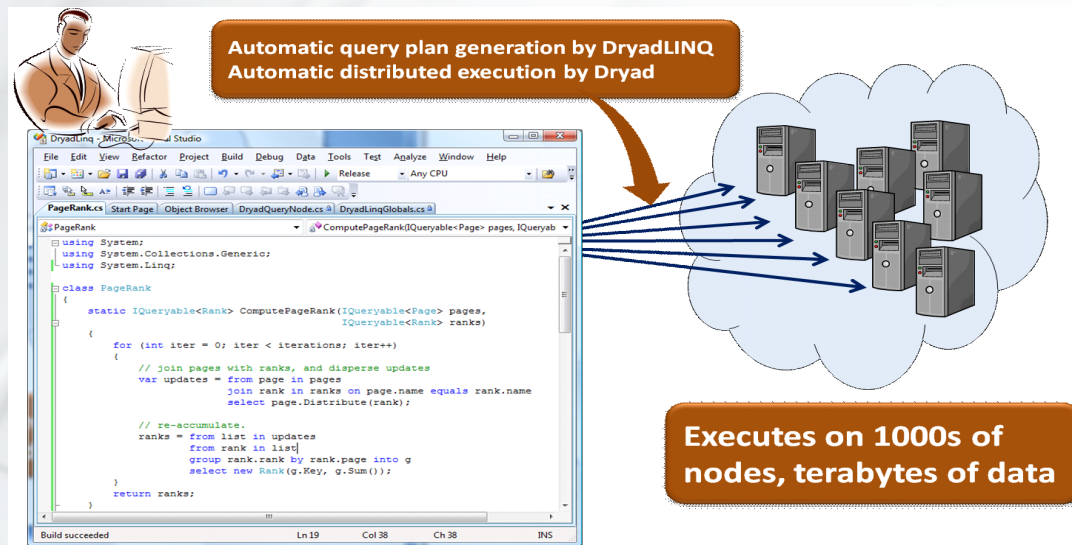 Automatic query plan generation by DryadLINQ
Automatic distributed execution by Dryad
DryadLinq - Microsof l Studio
File Edit View Refactor Project Build Debug Data Tools Test Analyze Window Help
Release Any CPU
PageRank.cs Start Page Object Browser DryadQueryNode.cs DryadLinqGlobals.cs
PageRank ComputePageRank(IQueryable<Page> pages, IQueryab
using System;
using System.Collections.Generic;
using System.Linq;
class PageRank
{
static IQueryable<Rank> ComputePageRank(IQueryable<Page> pages,
IQueryable<Rank> ranks)
{
for (int iter = 0; iter < iterations; iter++)
{
// join pages with ranks, and disperse updates
var updates = from page in pages
join rank in ranks on page.name equals rank.name
select page.Distribute(rank);
// re-accumulate.
ranks = from list in updates
from rank in list
group rank.rank by rank.page into g
select new Rank(g.Key, g.Sum());
}
return ranks;
}
Build succeeded Ln 19 Col 38 Ch 38 INS
Executes on 1000s of
nodes, terabytes of data